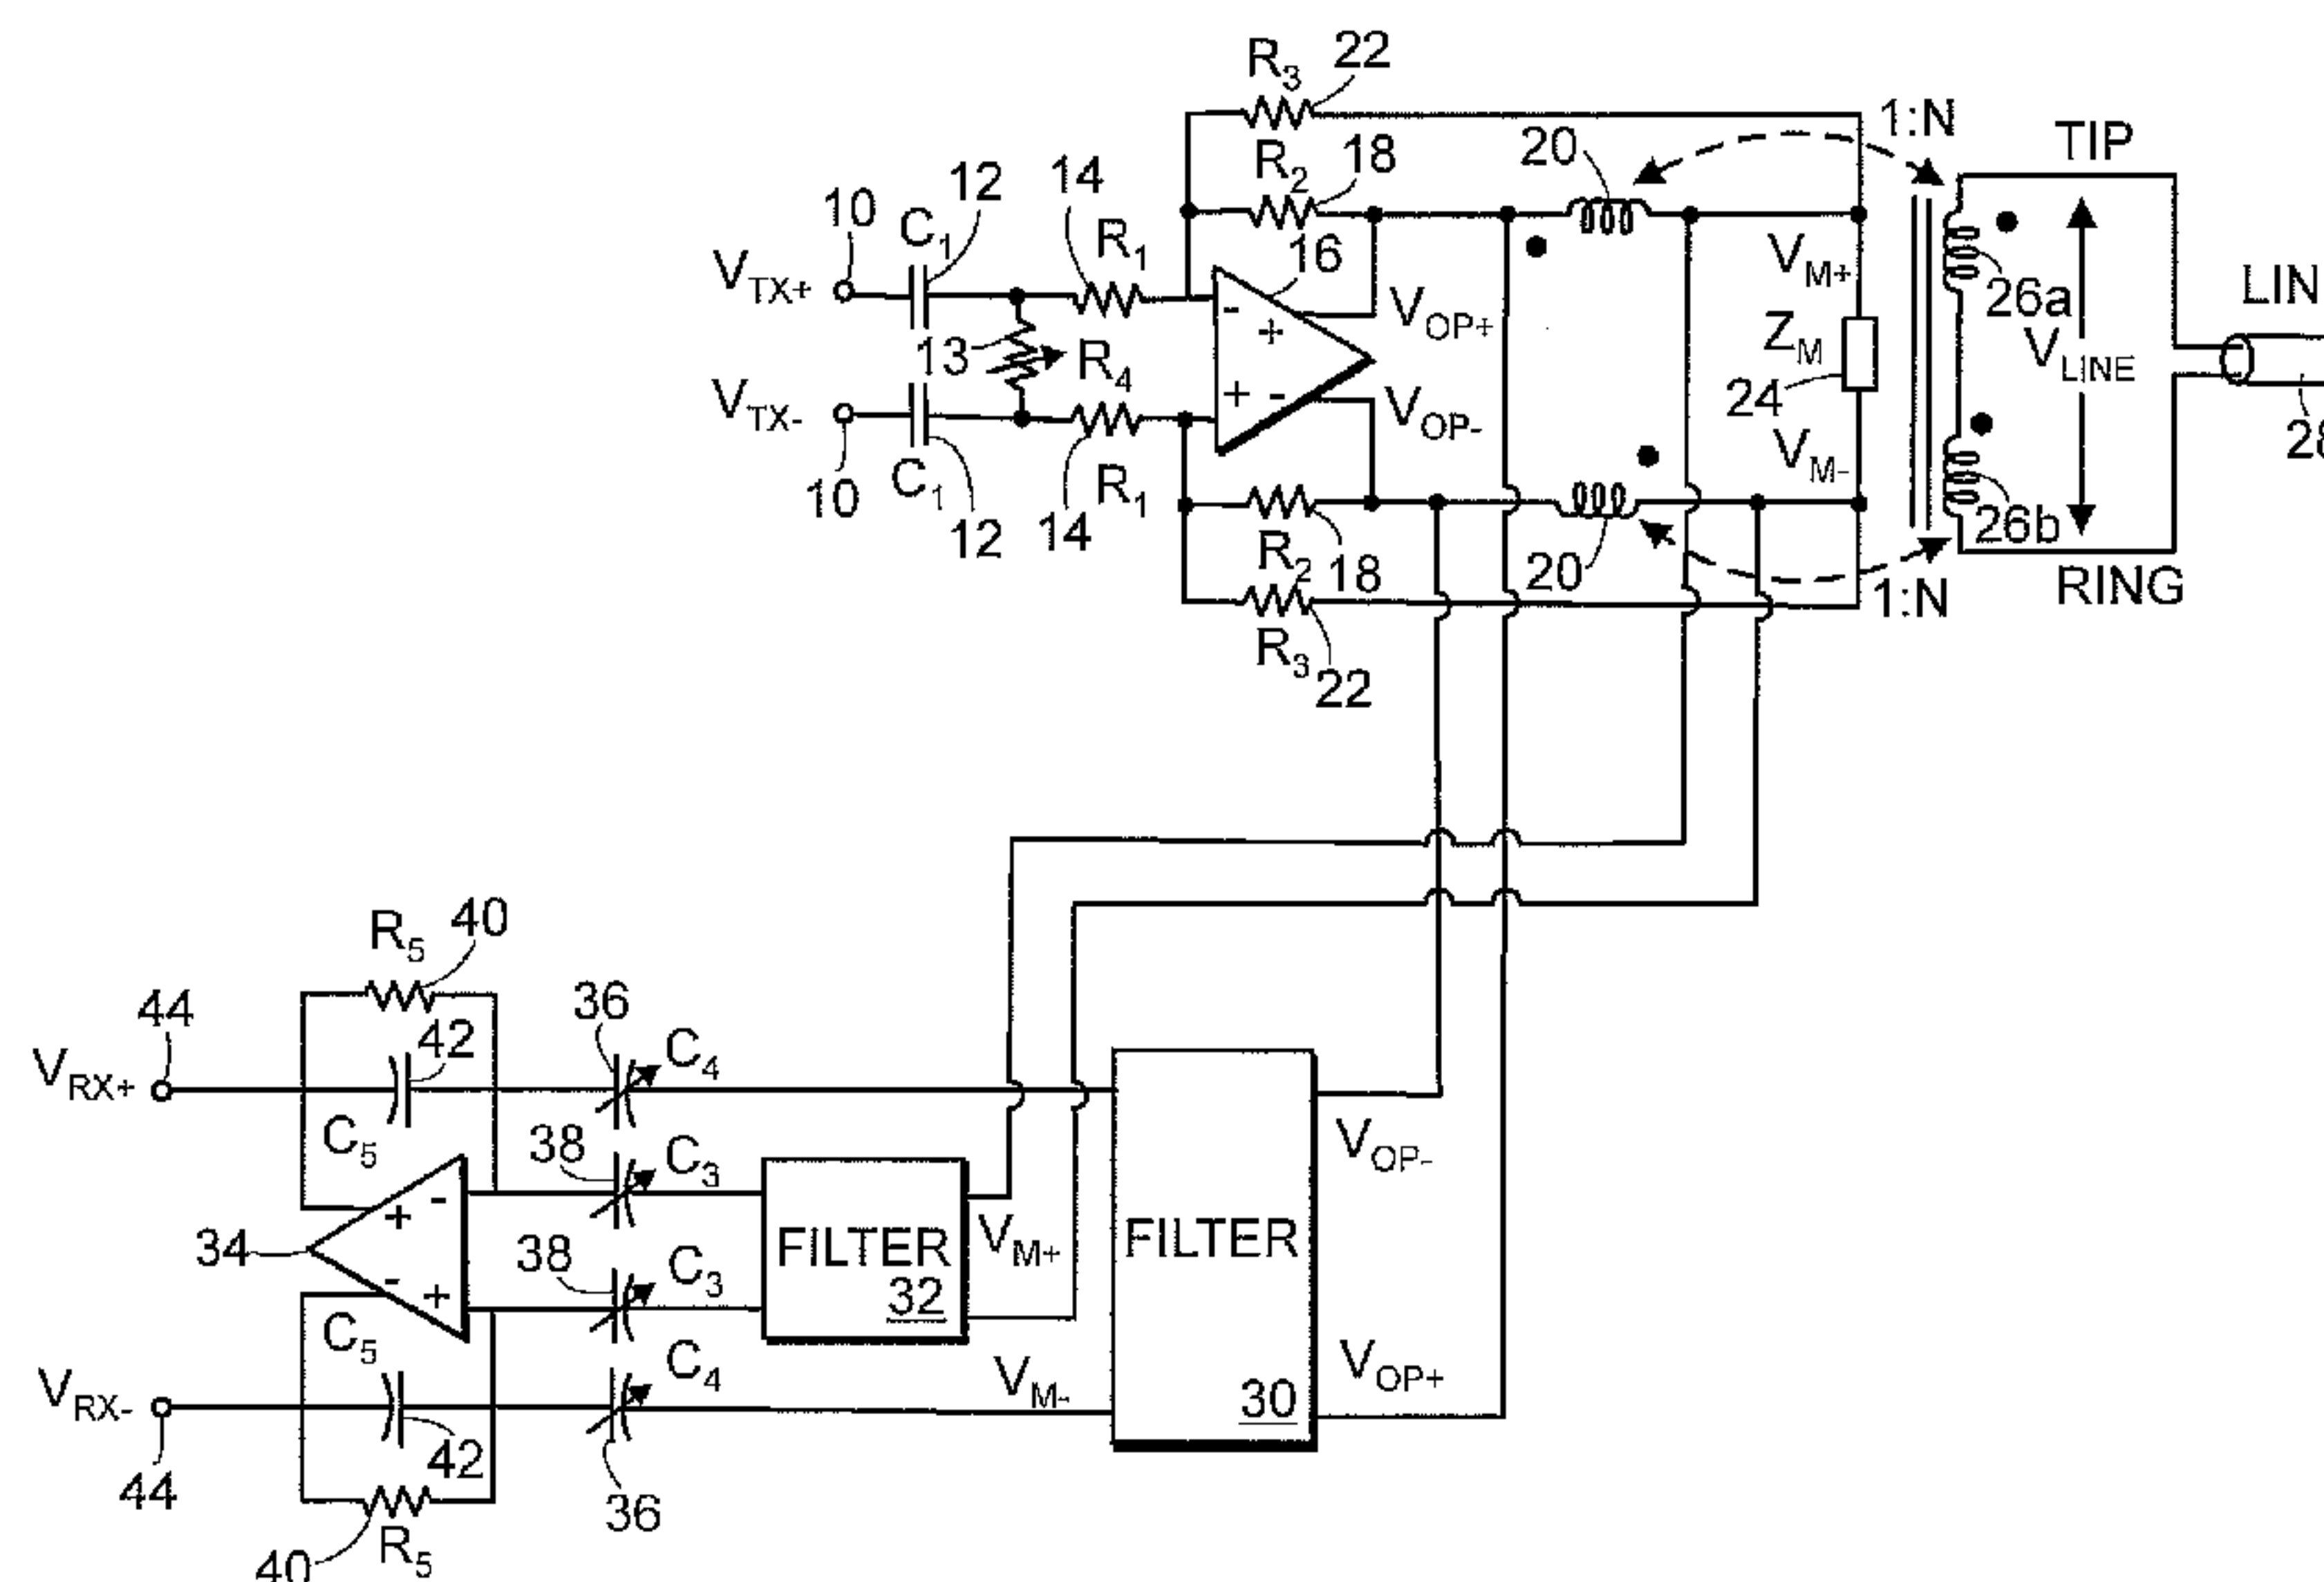 R3 22
1:N
TIP
R2 18
20
10
C1 12
14
R1
16
VTX+
VM+
26a
LIN
13
R4
VOP+
ZM
VLINE
24
VTX-
VOP-
10
C1
12
R1
14
VM-
28
26b
R2 18
20
1:N
RING
R3
22
R5 40
44
42
36
C4
VRX+
C5
38
C3
VOP-
34
FILTER
32
VM+
FILTER
30
38
C3
C5
C4
VM-
VOP+
VRX-
42
44
36
40
R5